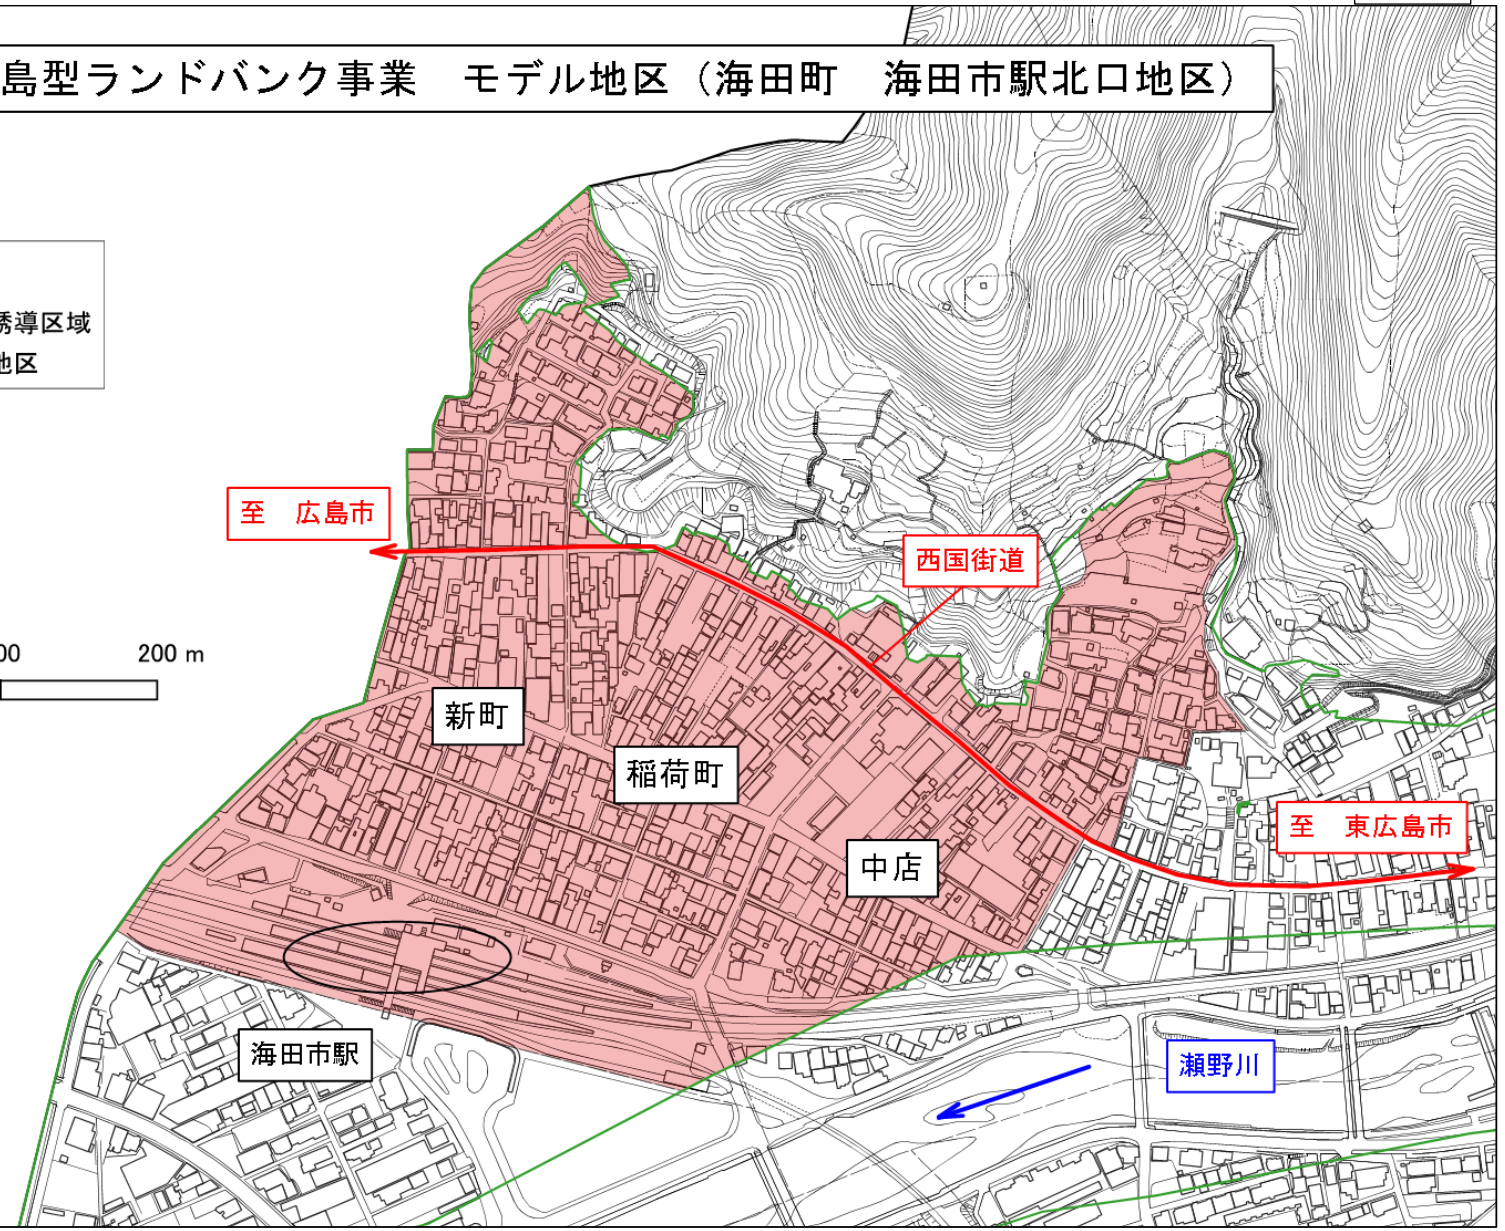 島型ランドバンク事業　モデル地区（海田町　海田市駅北口地区）
誘導区域
地区
至　広島市
西国街道
00 200 m
新町
稲荷町
至　東広島市
中店
海田市駅
瀬野川